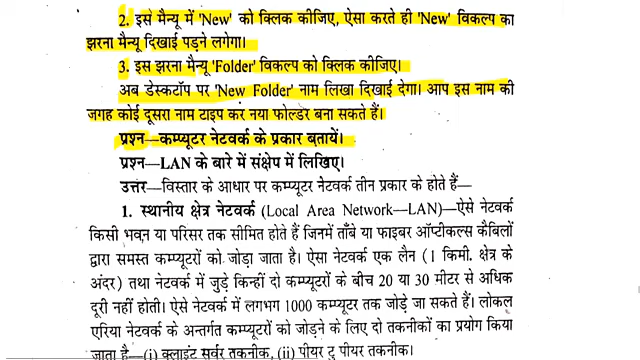 2. इसे मैन्यू में 'New' को क्लिक कीजिए, ऐसा करते ही 'New' विकल्प का
झरना मैन्यू दिखाई पड़ने लगेगा।
3. इस झरना मैन्यू 'Folder' विकल्प को क्लिक कीजिए।
अब डेस्कटॉप पर 'New Folder' नाम लिखा दिखाई देगा। आप इस नाम की
जगह कोई दूसरा नाम टाइप कर नया फोल्डर बना सकते हैं।
प्रश्न—कम्प्यूटर नेटवर्क के प्रकार बतायें।
प्रश्न—LAN के बारे में संक्षेप में लिखिए।
उत्तर—विस्तार के आधार पर कम्प्यूटर नेटवर्क तीन प्रकार के होते हैं—
1. स्थानीय क्षेत्र नेटवर्क (Local Area Network—LAN)—ऐसे नेटवर्क
किसी भवन या परिसर तक सीमित होते हैं जिनमें ताँबे या फाइबर ऑप्टीकल्स कैबिलों
द्वारा समस्त कम्प्यूटरों को जोड़ा जाता है। ऐसा नेटवर्क एक लैन (1 किमी. क्षेत्र के
अंदर) तथा नेटवर्क में जुड़े किन्हीं दो कम्प्यूटरों के बीच 20 या 30 मीटर से अधिक
दूरी नहीं होती। ऐसे नेटवर्क में लगभग 1000 कम्प्यूटर तक जोड़े जा सकते हैं। लोकल
एरिया नेटवर्क के अन्तर्गत कम्प्यूटरों को जोड़ने के लिए दो तकनीकों का प्रयोग किया
जाता है—(i) क्लाइंट सर्वर तकनीक, (ii) पीयर टु पीयर तकनीक।